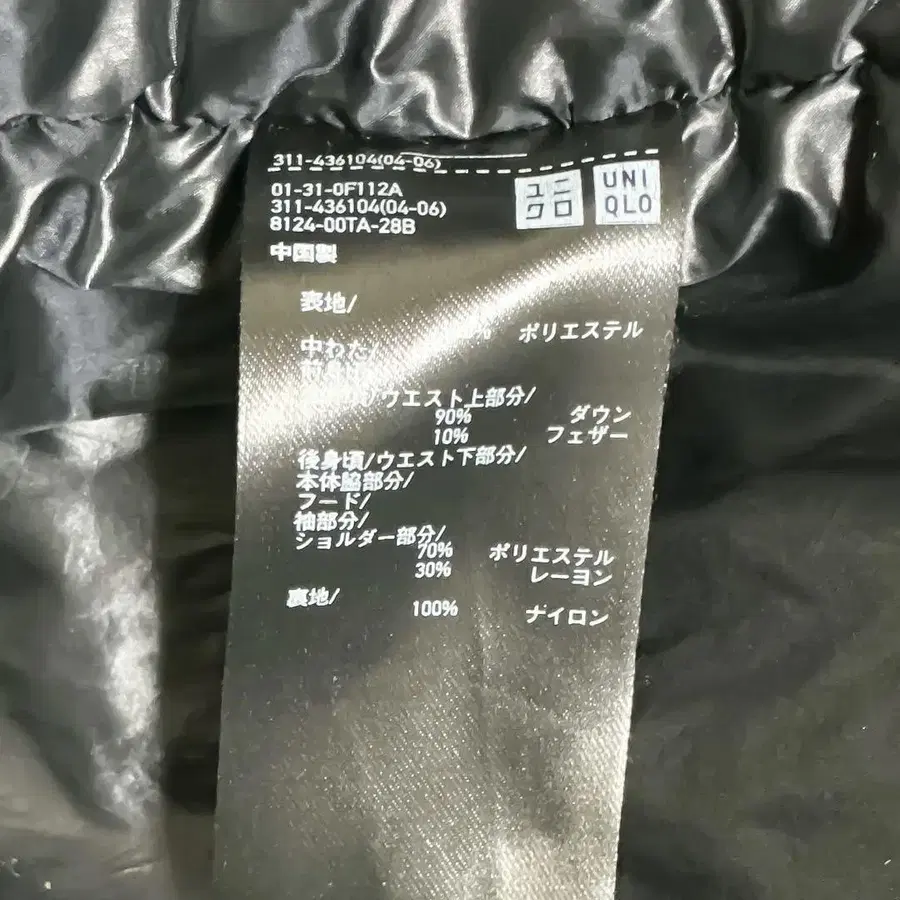 311-436104(04-06)
01-31-0F112A
311-436104(04-06)
8124-00TA-28B
ユニ
クロ
UNI
QLO
中国製
表地/
% ポリエステル
中わた/
ウエスト上部分/
90% ダウン
10% フェザー
後身頃/ウエスト下部分/
本体脇部分/
フード/
袖部分/
ショルダー部分/
70% ポリエステル
30% レーヨン
裏地/
100% ナイロン